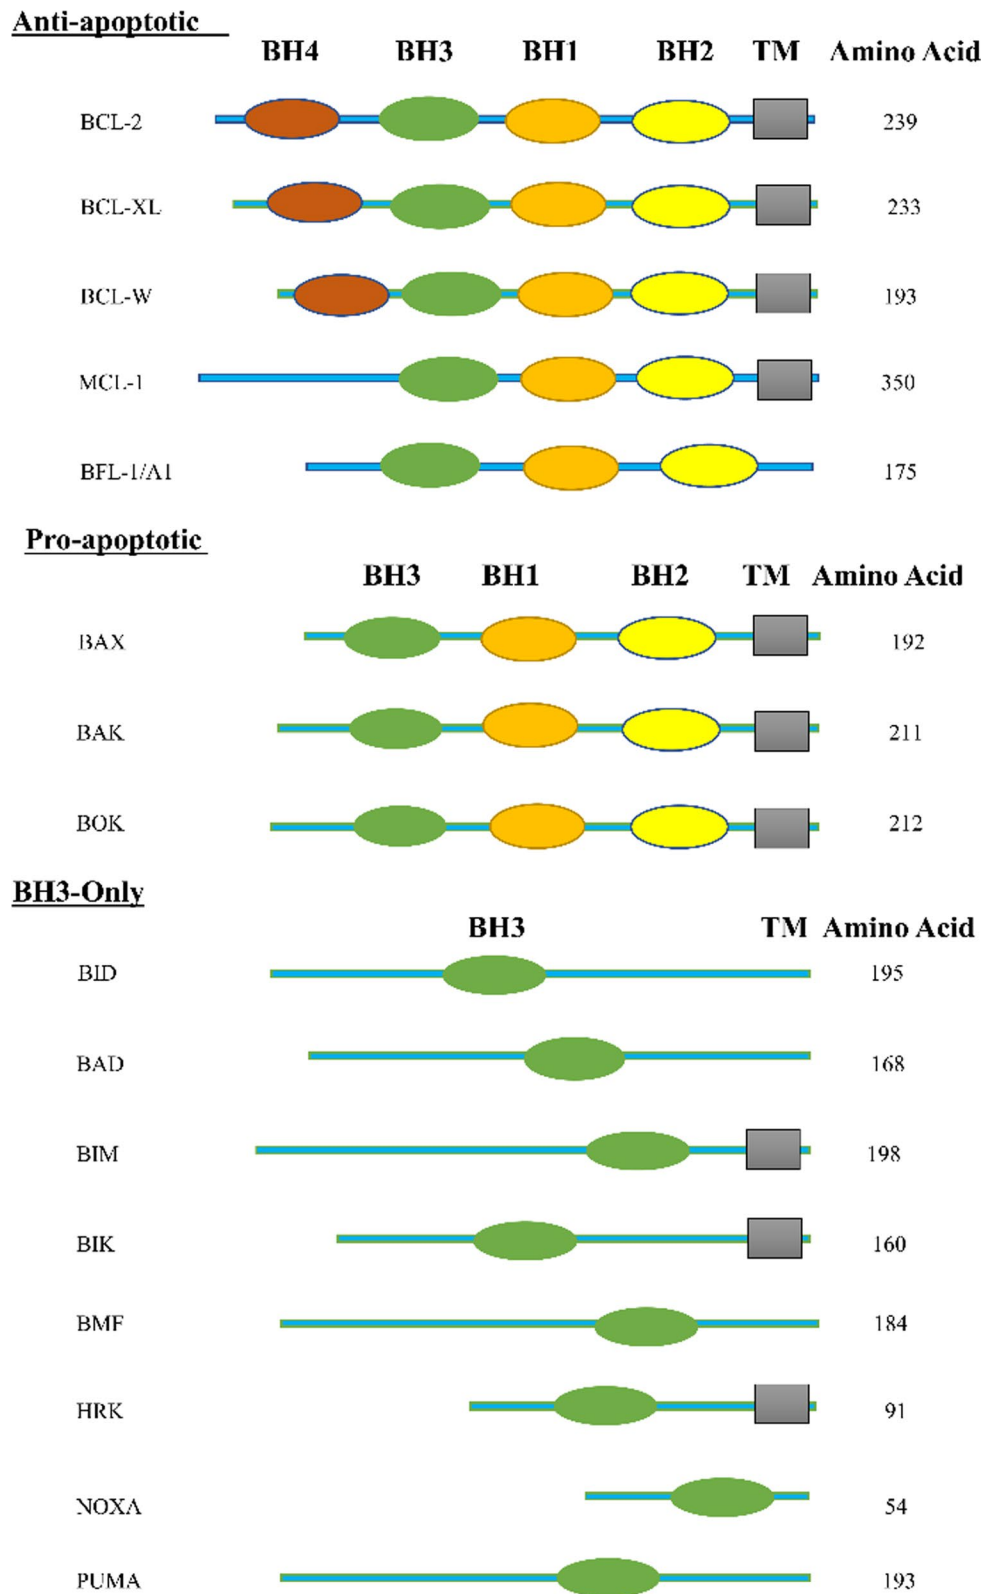 Anti-apoptotic
BH4 BH3 BH1 BH2 TM Amino Acid
BCL-2 239
BCL-XL 233
BCL-W 193
MCL-1 350
BFL-1/A1 175
Pro-apoptotic
BH3 BH1 BH2 TM Amino Acid
BAX 192
BAK 211
BOK 212
BH3-Only
BH3 TM Amino Acid
BID 195
BAD 168
BIM 198
BIK 160
BMF 184
HRK 91
NOXA 54
PUMA 193